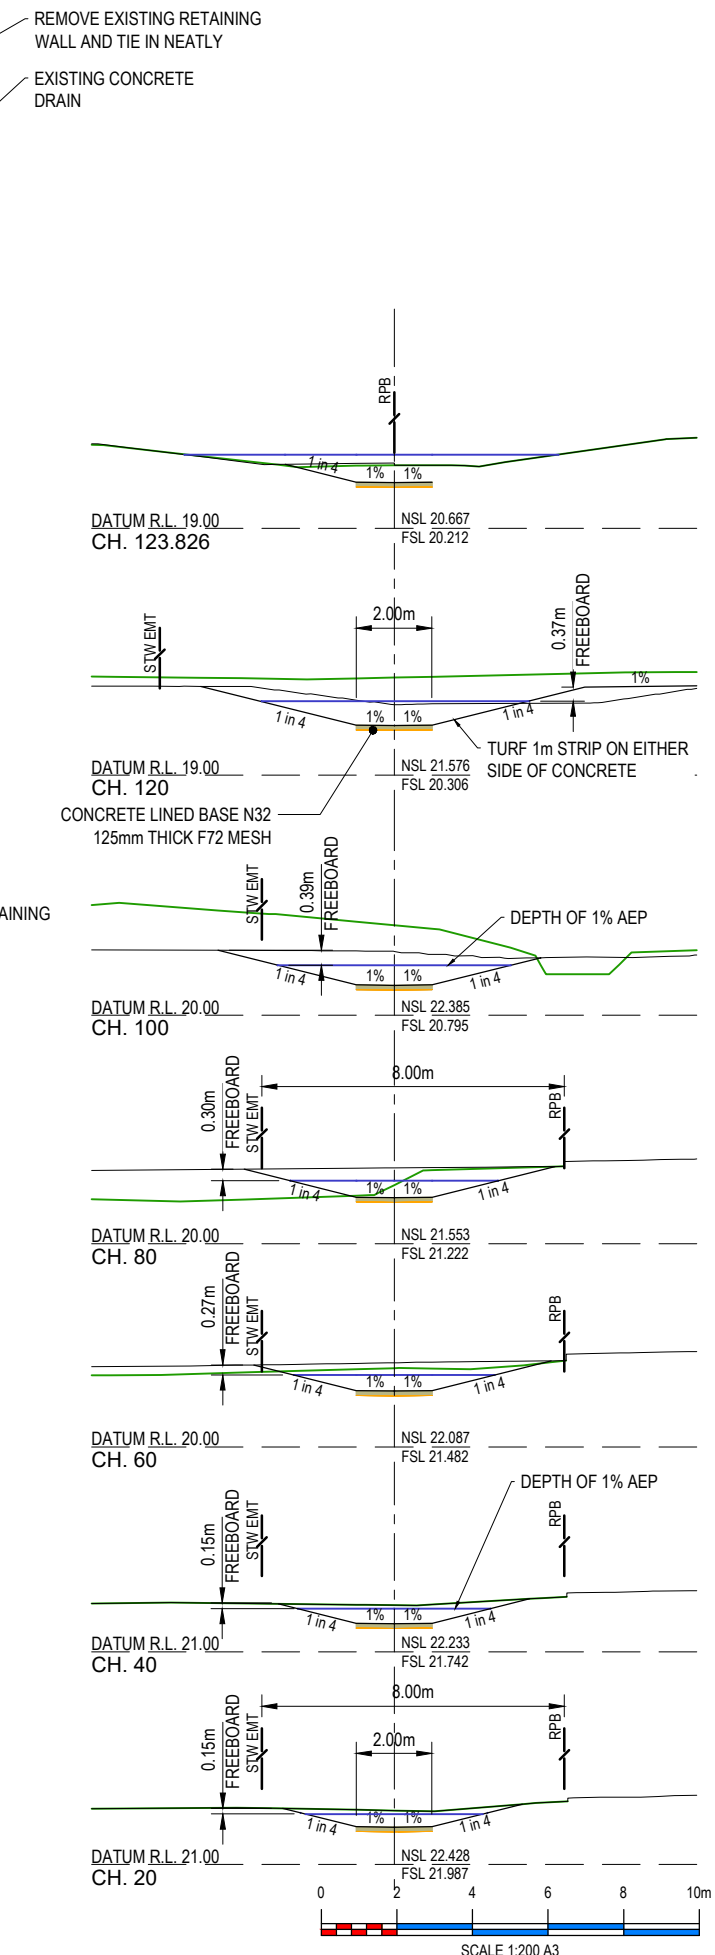 REMOVE EXISTING RETAINING
WALL AND TIE IN NEATLY
EXISTING CONCRETE
DRAIN
RPB
1 in 4
1% 1%
DATUM R.L. 19.00
CH. 123.826
NSL 20.667
FSL 20.212
STW EMT
2.00m
0.37m
FREEBOARD
1%
1 in 4
1% 1%
1 in 4
TURF 1m STRIP ON EITHER
SIDE OF CONCRETE
DATUM R.L. 19.00
CH. 120
NSL 21.576
FSL 20.306
CONCRETE LINED BASE N32
125mm THICK F72 MESH
AINING
STW EMT
0.39m
FREEBOARD
DEPTH OF 1% AEP
1 in 4
1% 1%
1 in 4
DATUM R.L. 20.00
CH. 100
NSL 22.385
FSL 20.795
8.00m
0.30m
FREEBOARD
STW EMT
RPB
1 in 4
1% 1%
1 in 4
DATUM R.L. 20.00
CH. 80
NSL 21.553
FSL 21.222
0.27m
FREEBOARD
STW EMT
RPB
1 in 4
1% 1%
1 in 4
DATUM R.L. 20.00
CH. 60
NSL 22.087
FSL 21.482
DEPTH OF 1% AEP
0.15m
FREEBOARD
STW EMT
RPB
1 in 4
1% 1%
1 in 4
DATUM R.L. 21.00
CH. 40
NSL 22.233
FSL 21.742
8.00m
0.15m
FREEBOARD
STW EMT
2.00m
RPB
1 in 4
1% 1%
1 in 4
DATUM R.L. 21.00
CH. 20
NSL 22.428
FSL 21.987
0 2 4 6 8 10m
SCALE 1:200 A3